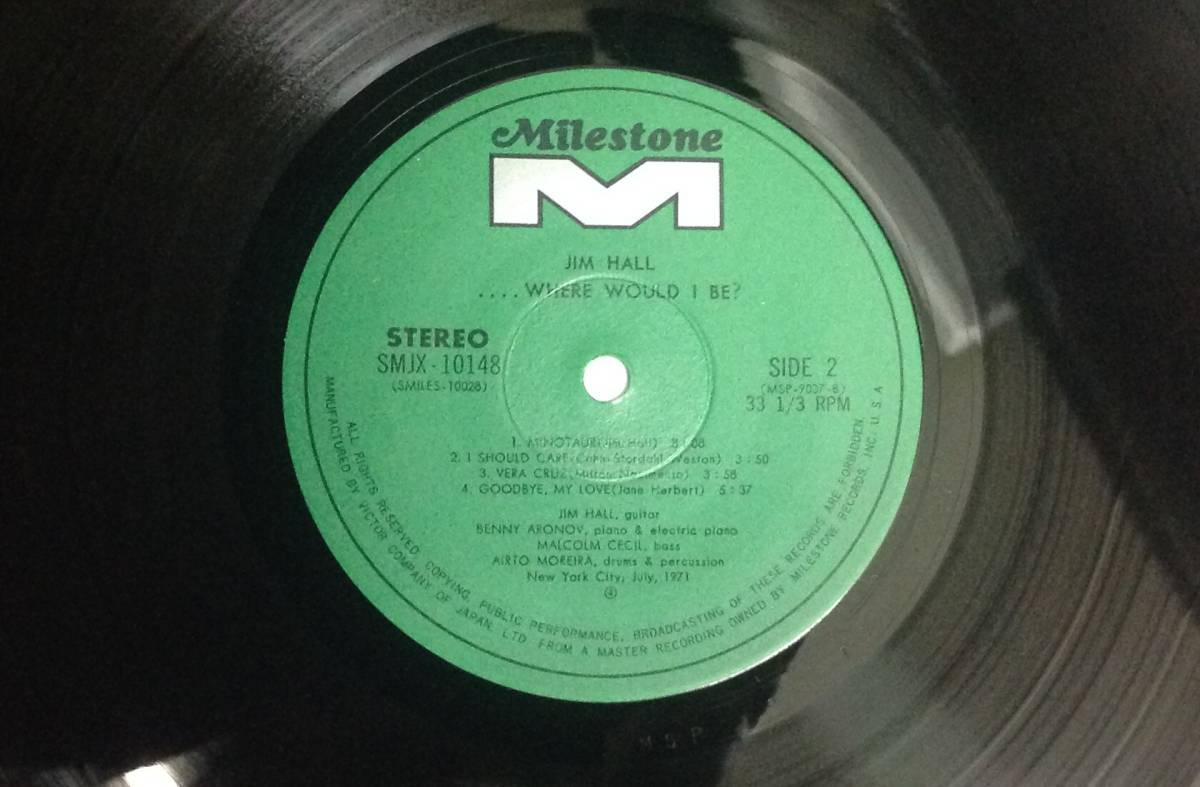 Milestone
M
JIM HALL
....WHERE WOULD I BE?
STEREO
SMJX-10148
(SMILES-10028)
SIDE 2
(MSP-9037-B)
33 1/3 RPM
1. MINOTAUR(Jim Hall) 8:08
2. I SHOULD CARE(Cahn-Stordahl Weston) 3:50
3. VERA CRUZ(Milton Nascimento) 3:58
4. GOODBYE, MY LOVE(Jane Herbert) 5:37
JIM HALL, guitar
BENNY ARONOV, piano & electric piano
MALCOLM CECIL, bass
AIRTO MOREIRA, drums & percussion
New York City, July, 1971
④
ALL RIGHTS RESERVED, COPYING, PUBLIC PERFORMANCE, BROADCASTING OF THESE RECORDS ARE FORBIDDEN.
MANUFACTURED BY VICTOR COMPANY OF JAPAN, LTD. FROM A MASTER RECORDING OWNED BY MILESTONE RECORDS, INC. U.S.A
MSP